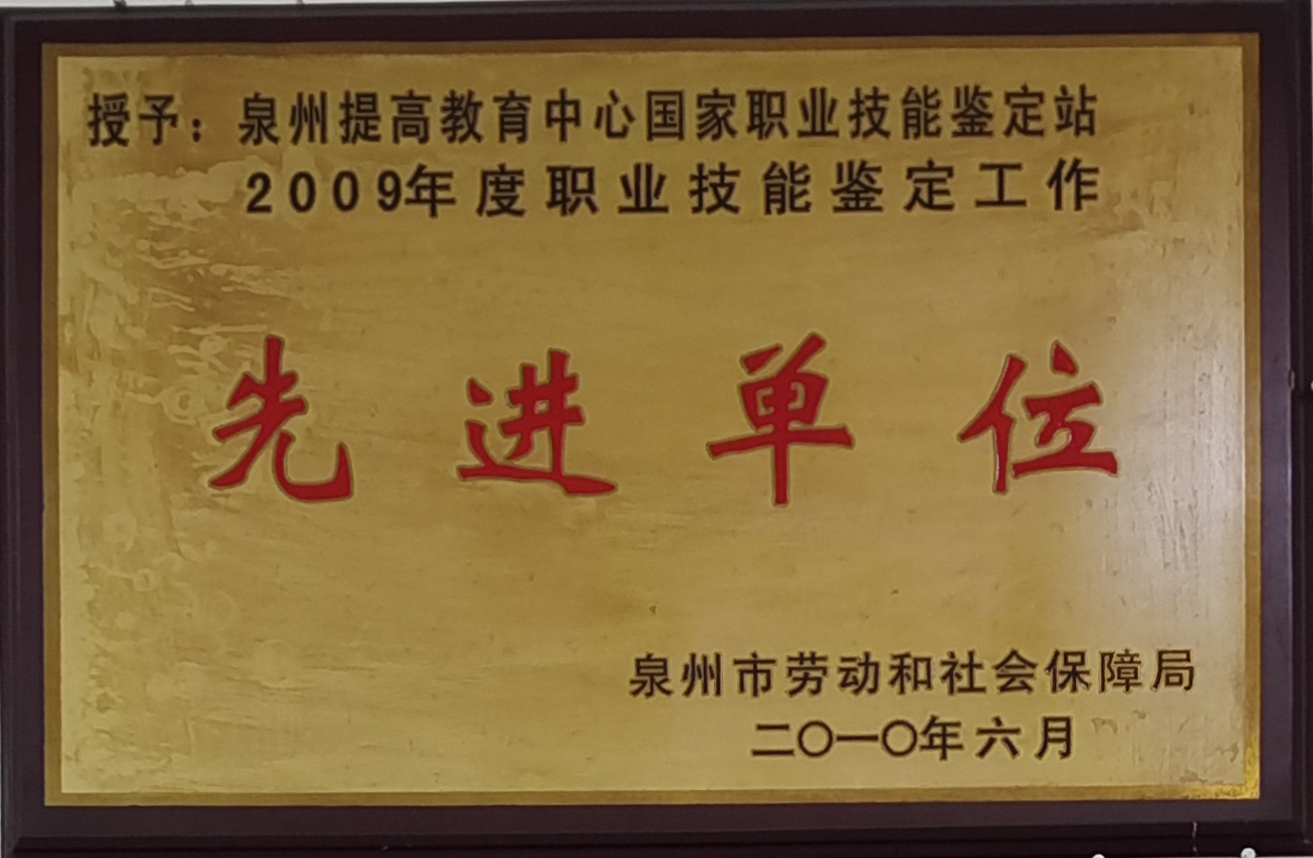 授予：泉州提高教育中心国家职业技能鉴定站
2009年度职业技能鉴定工作
先进单位
泉州市劳动和社会保障局
二〇一〇年六月